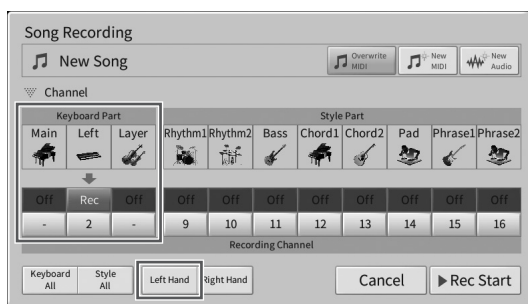 Song Recording
New Song
Overwrite MIDI
New MIDI
New Audio
Channel
Keyboard Part
Style Part
Main Left Layer Rhythm1 Rhythm2 Bass Chord1 Chord2 Pad Phrase1 Phrase2
Off Rec Off Off Off Off Off Off Off Off Off
- 2 - 9 10 11 12 13 14 15 16
Recording Channel
Keyboard All
Style All
Left Hand
Right Hand
Cancel
Rec Start